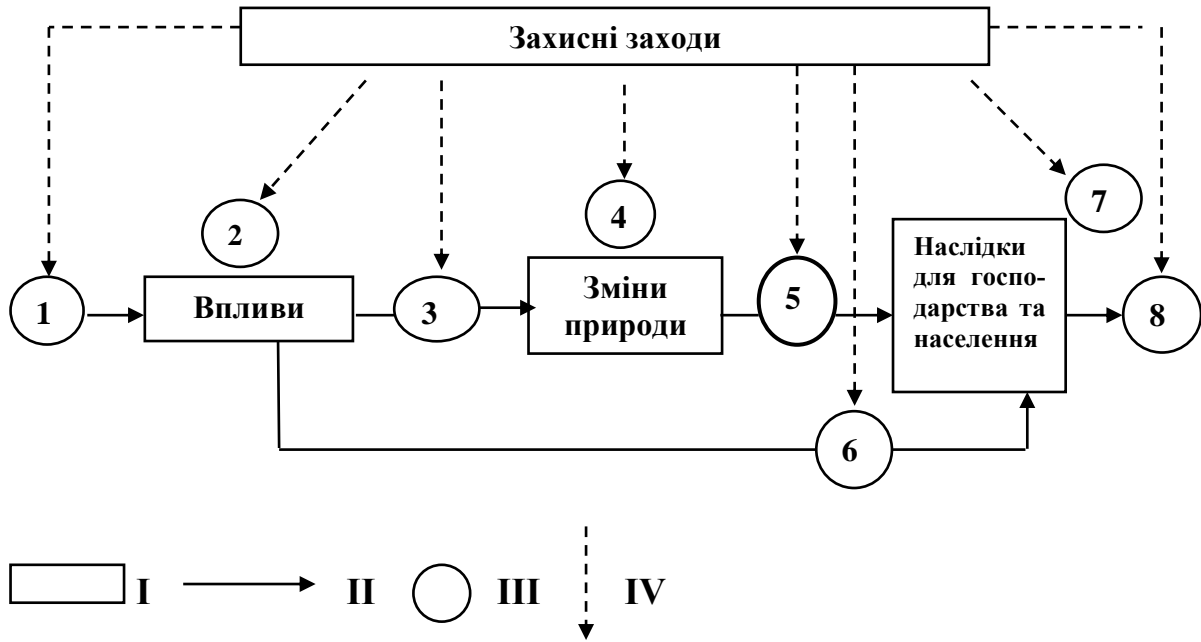 Захисні заходи
2
4
7
1
Впливи
3
Зміни
природи
5
Наслідки
для госпо-
дарства та
населення
8
6
I
II
III
IV